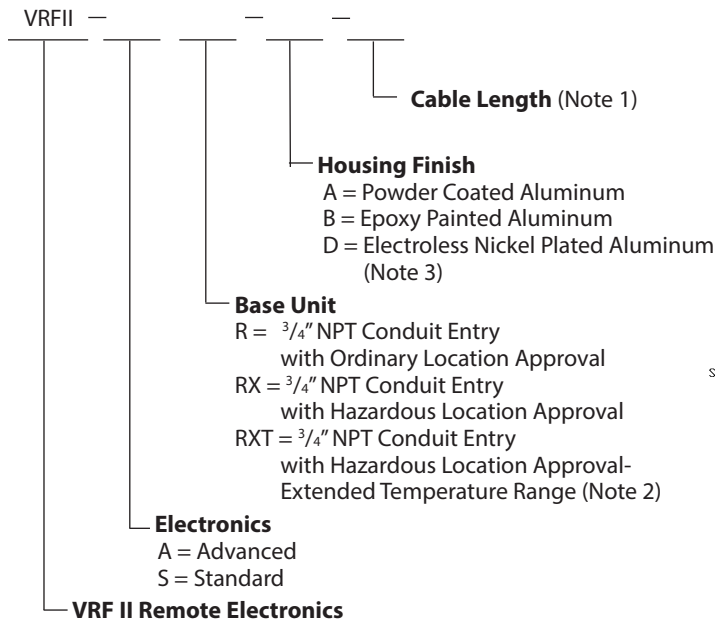 VRFII — — —
Cable Length (Note 1)
Housing Finish
A = Powder Coated Aluminum
B = Epoxy Painted Aluminum
D = Electroless Nickel Plated Aluminum
(Note 3)
Base Unit
R = 3/4" NPT Conduit Entry
with Ordinary Location Approval
RX = 3/4" NPT Conduit Entry
with Hazardous Location Approval
RXT = 3/4" NPT Conduit Entry
with Hazardous Location Approval-
Extended Temperature Range (Note 2)
Electronics
A = Advanced
S = Standard
VRF II Remote Electronics
s